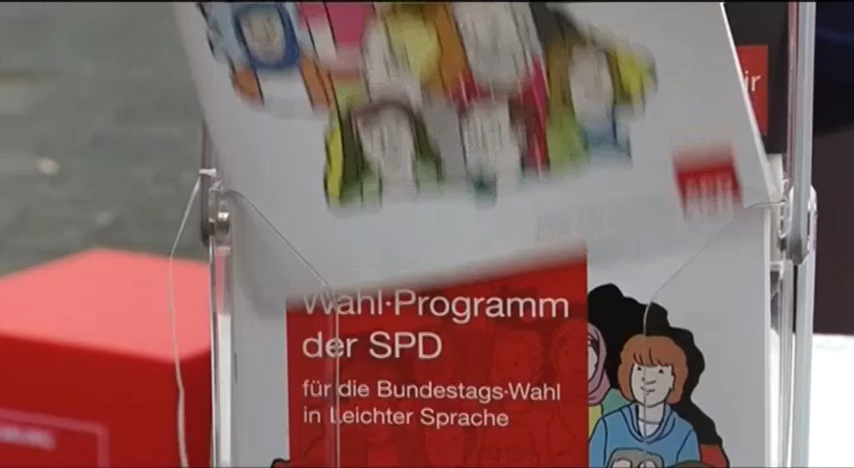 Wahl·Programm
der SPD
für die Bundestags·Wahl
in Leichter Sprache